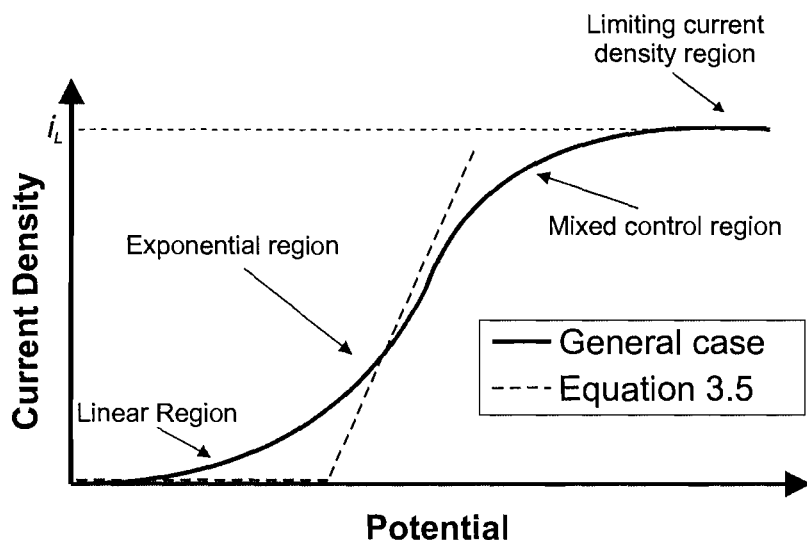 Limiting current
density region
i_L
Mixed control region
Exponential region
General case
Equation 3.5
Linear Region
Current Density
Potential